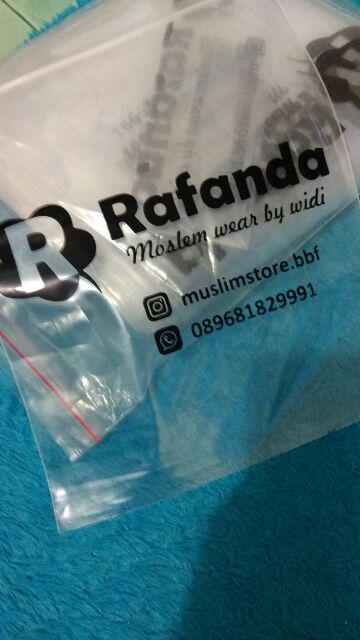 R
Rafanda
Moslem wear by widi
muslimstore.bbf
089681829991